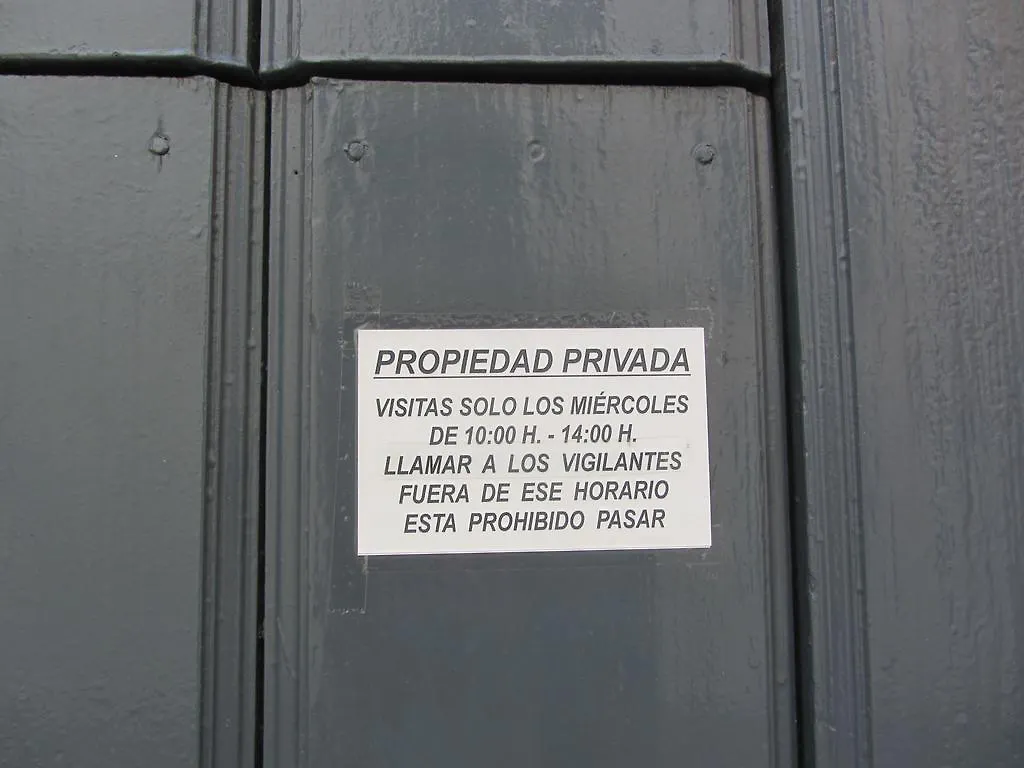 PROPIEDAD PRIVADA
VISITAS SOLO LOS MIÉRCOLES
DE 10:00 H. - 14:00 H.
LLAMAR A LOS VIGILANTES
FUERA DE ESE HORARIO
ESTA PROHIBIDO PASAR